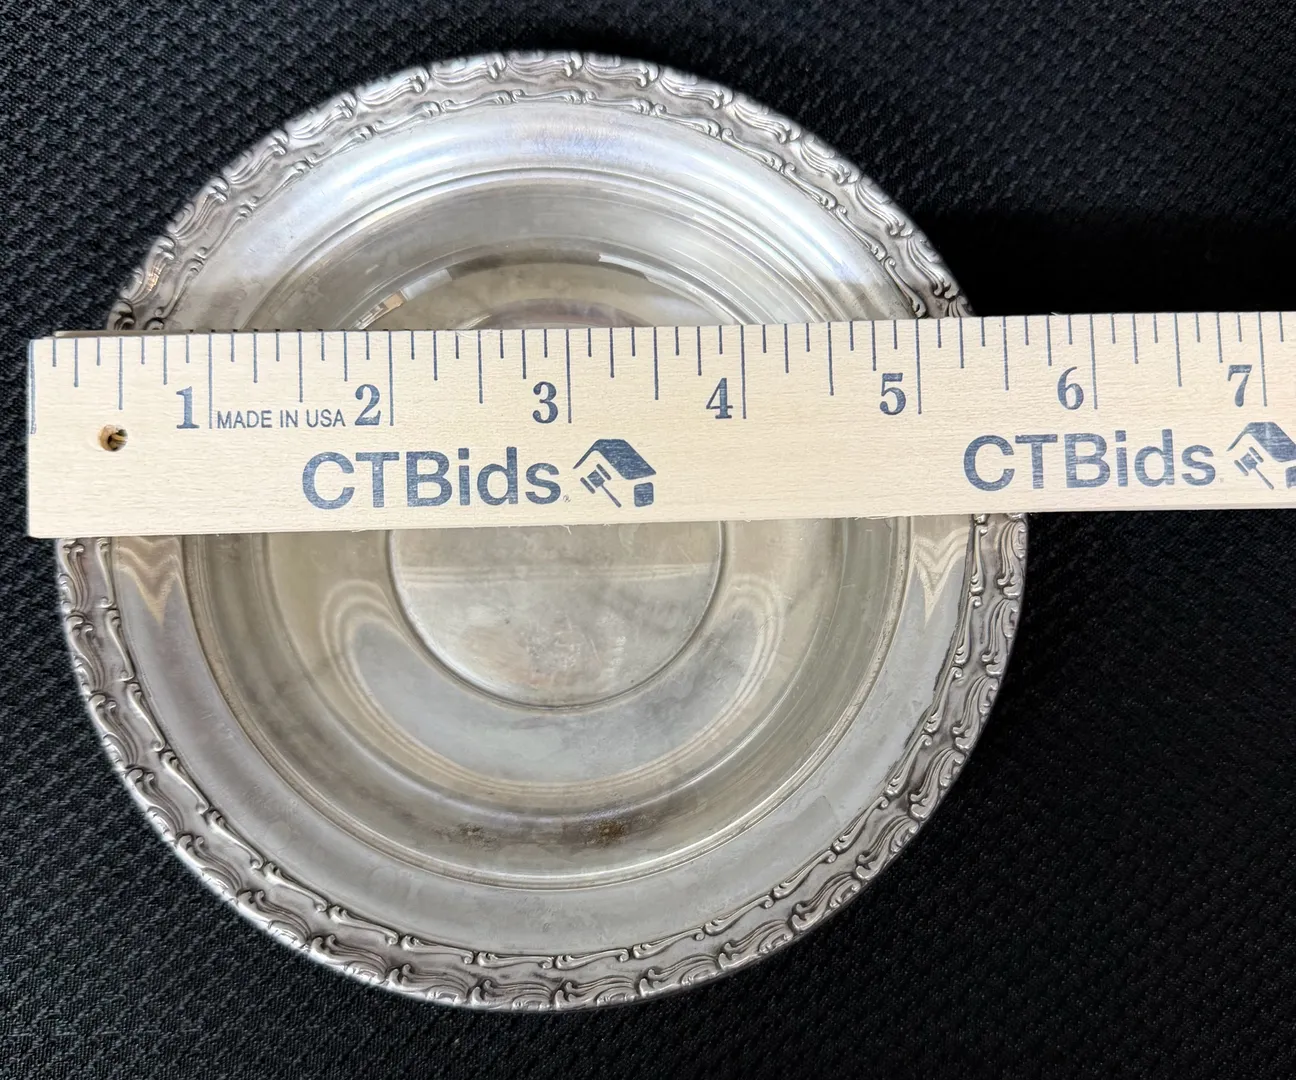 1 MADE IN USA 2 3 4 5 6 7
CTBids® CTBids®